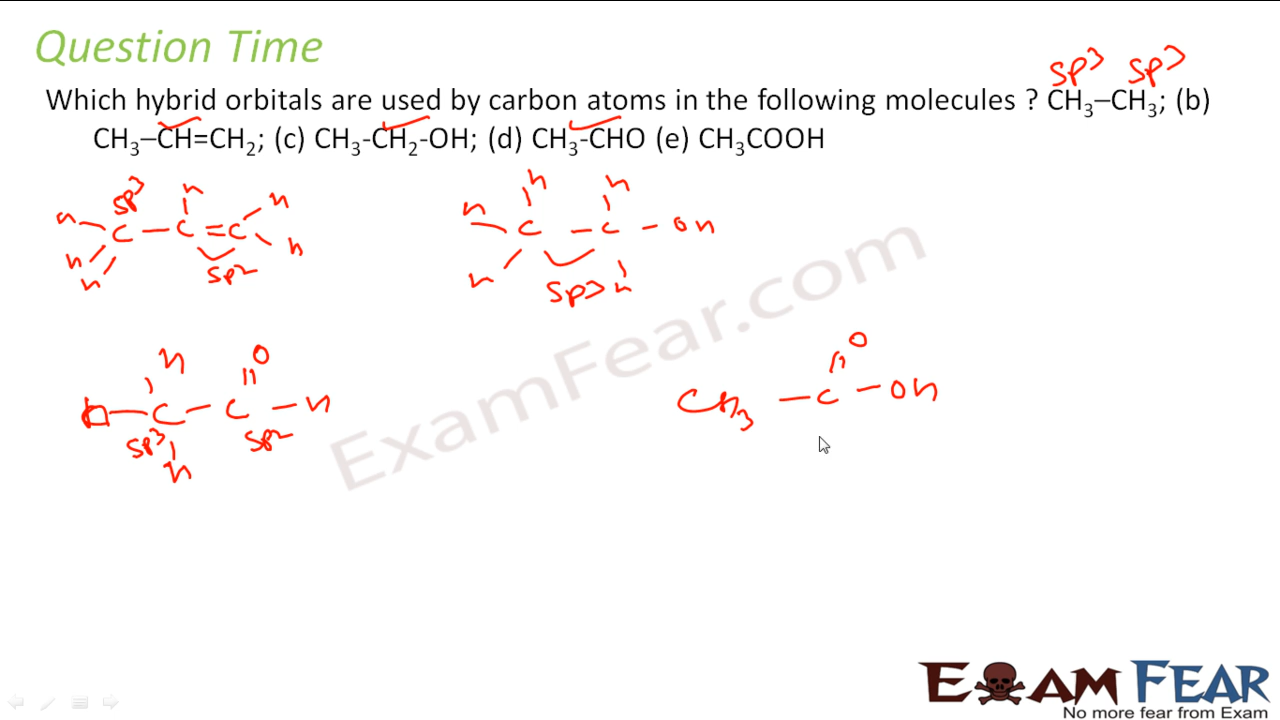 Question Time
sp3 sp3
Which hybrid orbitals are used by carbon atoms in the following molecules ? CH₃–CH₃; (b)
CH₃–CH=CH₂; (c) CH₃-CH₂-OH; (d) CH₃-CHO (e) CH₃COOH
sp3 H H H
H C – C = C H
H H sp2 H
H H H
C – C – OH
H sp3 H
H O
H – C – C – H
sp3 sp2
H
O
CH₃ – C – OH
ExamFear.com
EXAM FEAR
No more fear from Exam